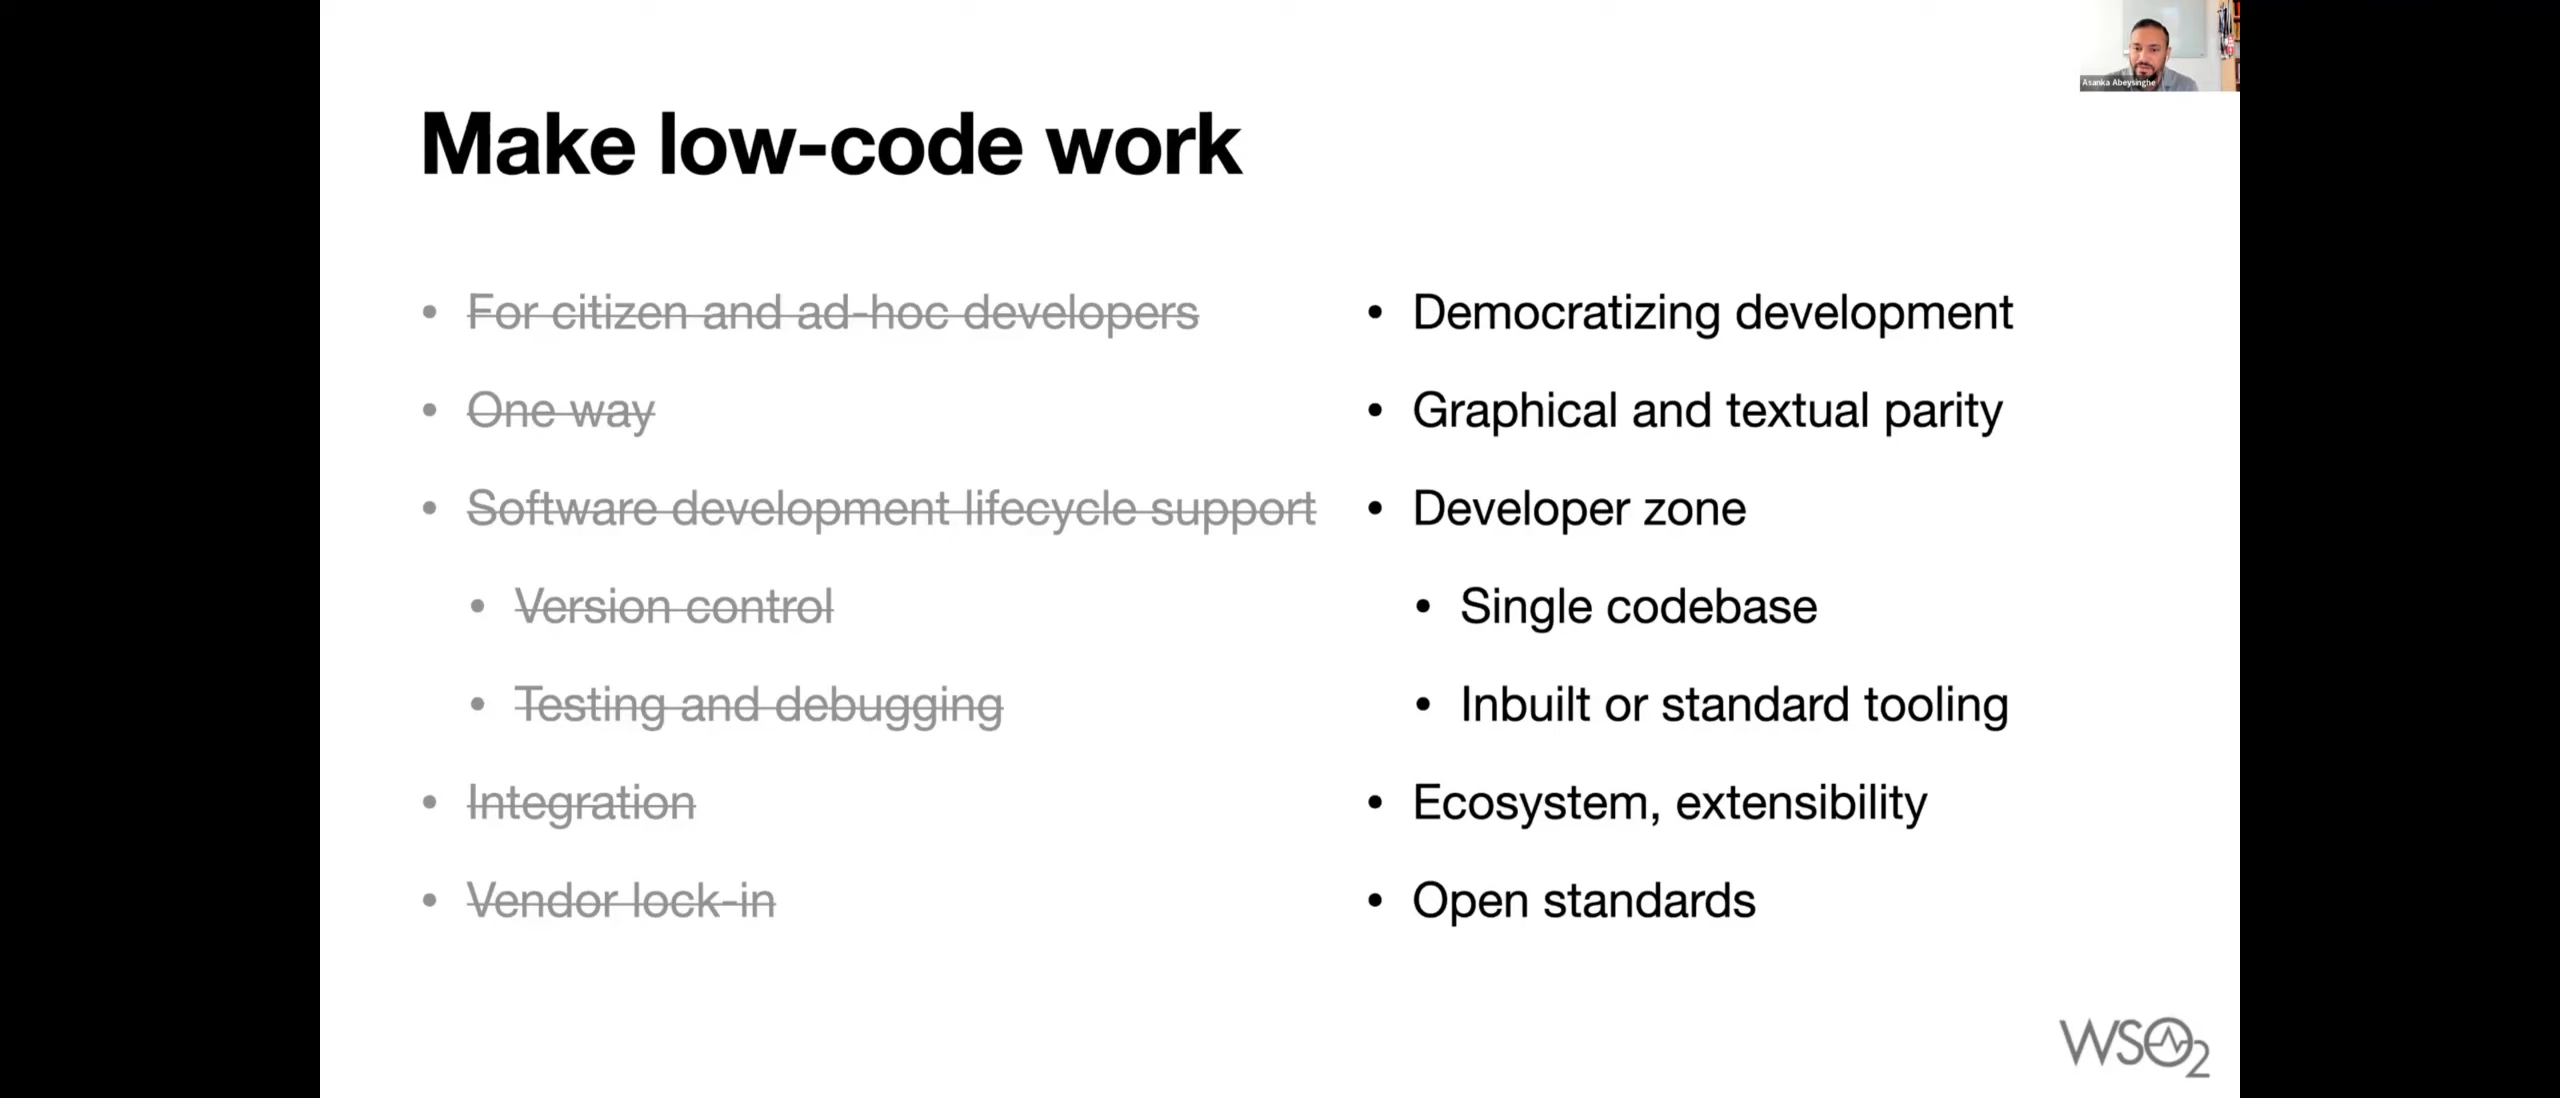 Asanka Abeysinghe
Make low-code work
• For citizen and ad-hoc developers
• One way
• Software development lifecycle support
• Version control
• Testing and debugging
• Integration
• Vendor lock-in
• Democratizing development
• Graphical and textual parity
• Developer zone
• Single codebase
• Inbuilt or standard tooling
• Ecosystem, extensibility
• Open standards
WSO2